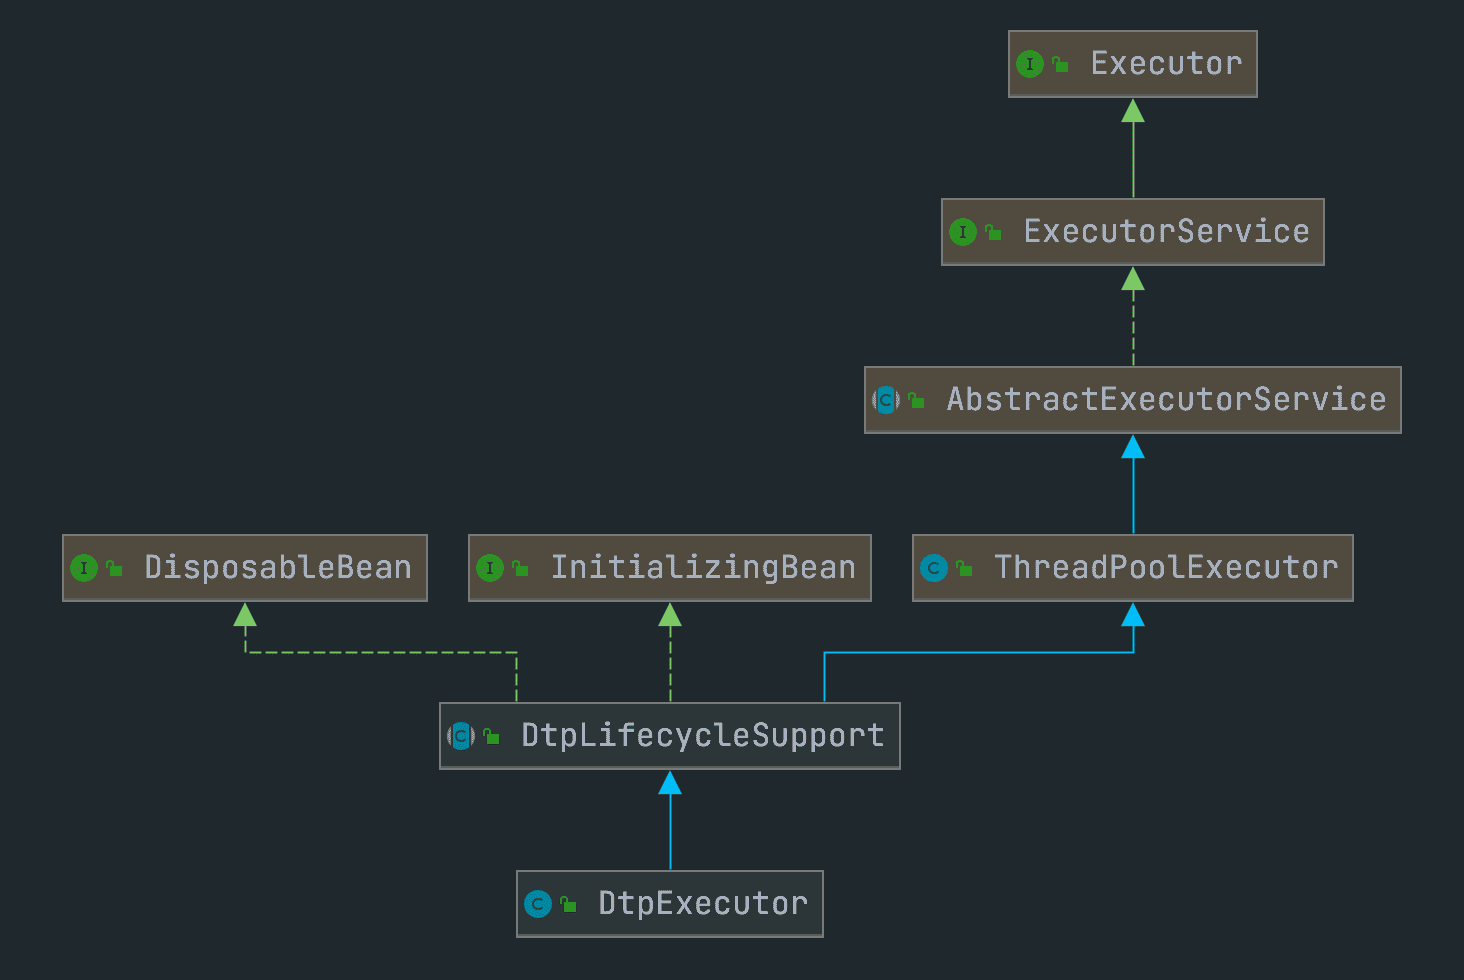 I Executor
I ExecutorService
C AbstractExecutorService
I DisposableBean
I InitializingBean
C ThreadPoolExecutor
C DtpLifecycleSupport
C DtpExecutor